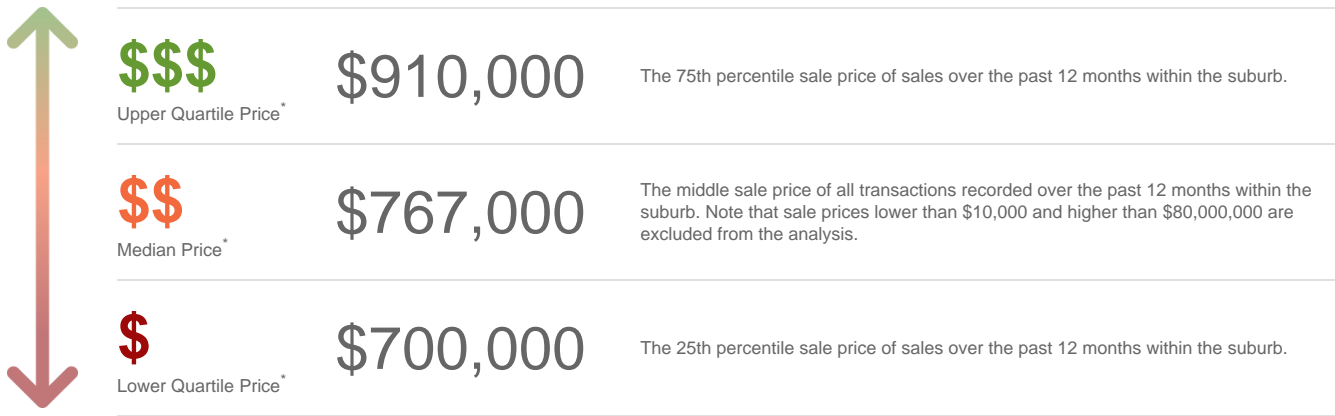 $$$
Upper Quartile Price*
$910,000
The 75th percentile sale price of sales over the past 12 months within the suburb.
$$
Median Price*
$767,000
The middle sale price of all transactions recorded over the past 12 months within the
suburb. Note that sale prices lower than $10,000 and higher than $80,000,000 are
excluded from the analysis.
$
Lower Quartile Price*
$700,000
The 25th percentile sale price of sales over the past 12 months within the suburb.